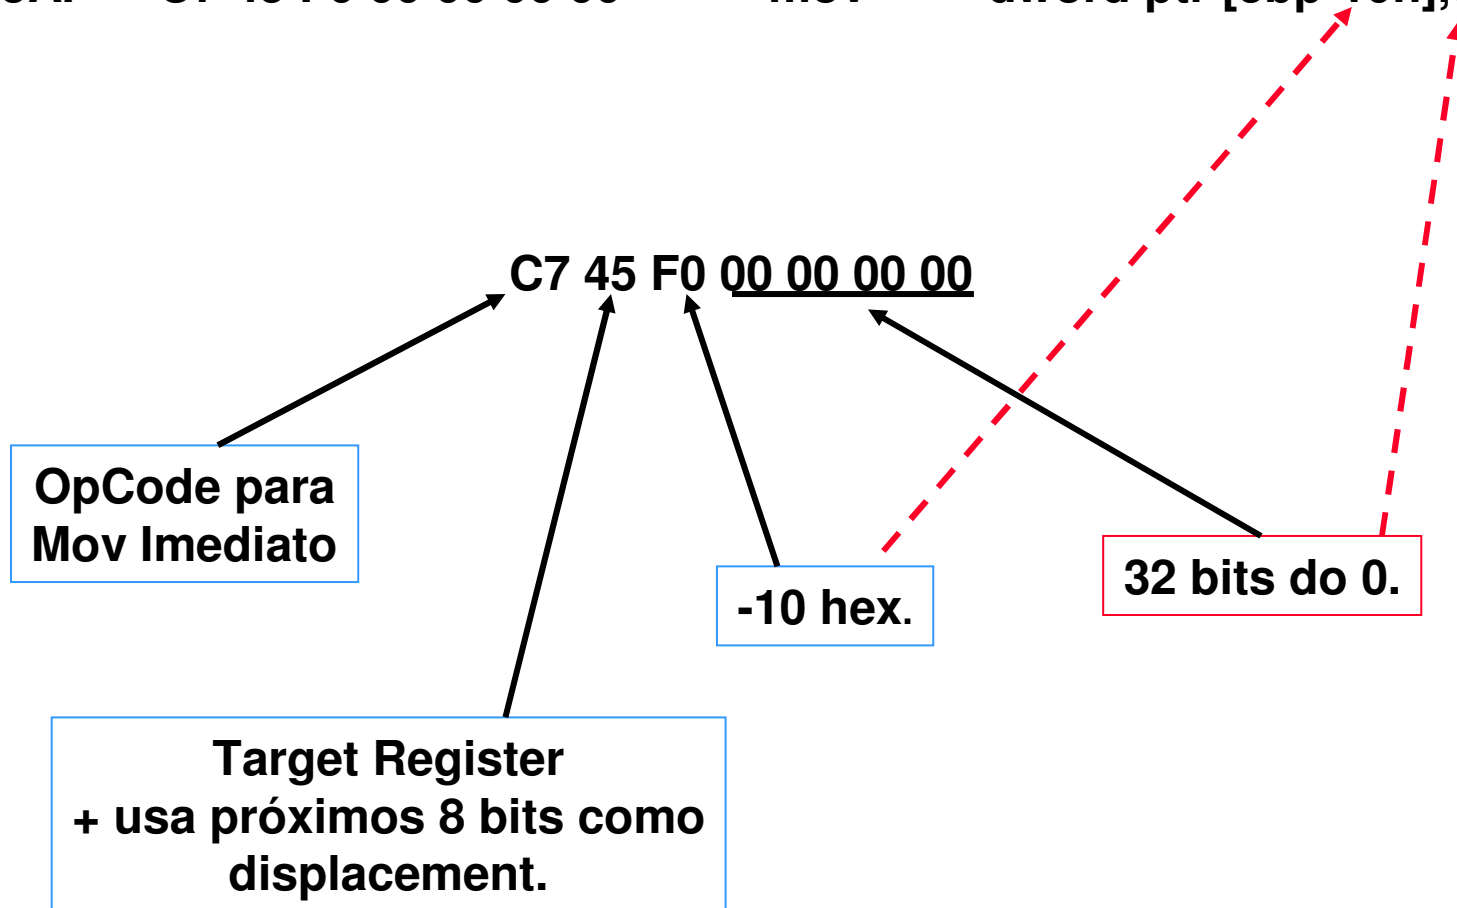 C7 45 F0 00 00 00 00
OpCode para
Mov Imediato
-10 hex.
32 bits do 0.
Target Register
+ usa próximos 8 bits como
displacement.